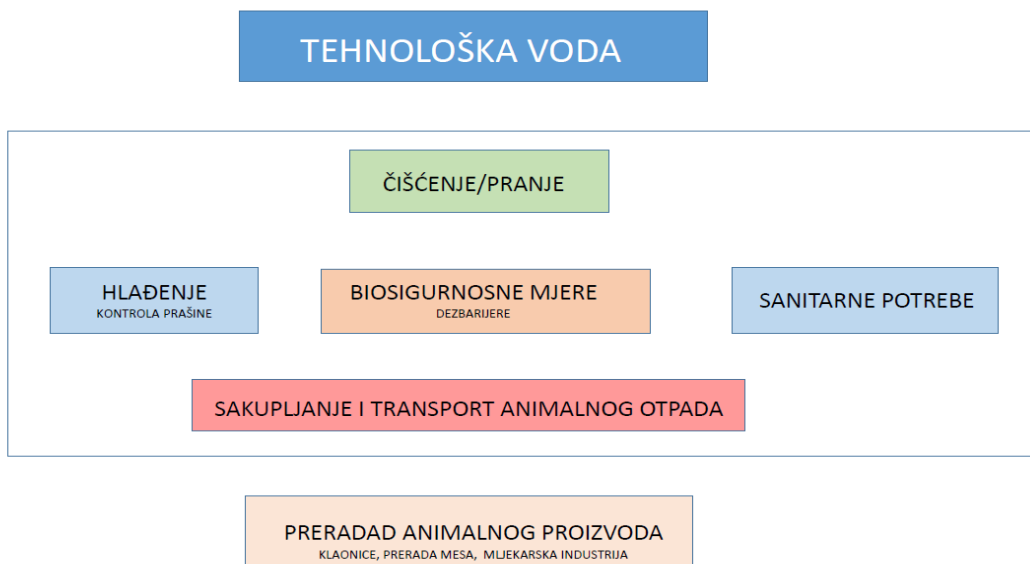 TEHNOLOŠKA VODA
ČIŠĆENJE/PRANJE
HLAĐENJE
KONTROLA PRAŠINE
BIOSIGURNOSNE MJERE
DEZBARIJERE
SANITARNE POTREBE
SAKUPLJANJE I TRANSPORT ANIMALNOG OTPADA
PRERADAD ANIMALNOG PROIZVODA
KLAONICE, PRERADA MESA, MLJEKARSKA INDUSTRIJA